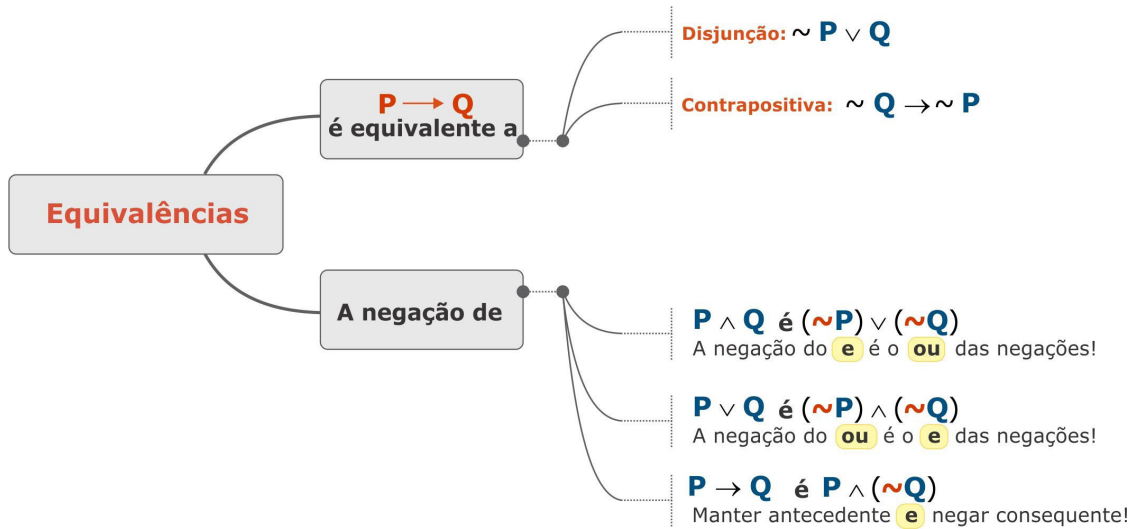 Equivalências
P → Q
é equivalente a
Disjunção: ~ P ∨ Q
Contrapositiva: ~ Q → ~ P
A negação de
P ∧ Q é (~P) ∨ (~Q)
A negação do e é o ou das negações!
P ∨ Q é (~P) ∧ (~Q)
A negação do ou é o e das negações!
P → Q é P ∧ (~Q)
Manter antecedente e negar consequente!